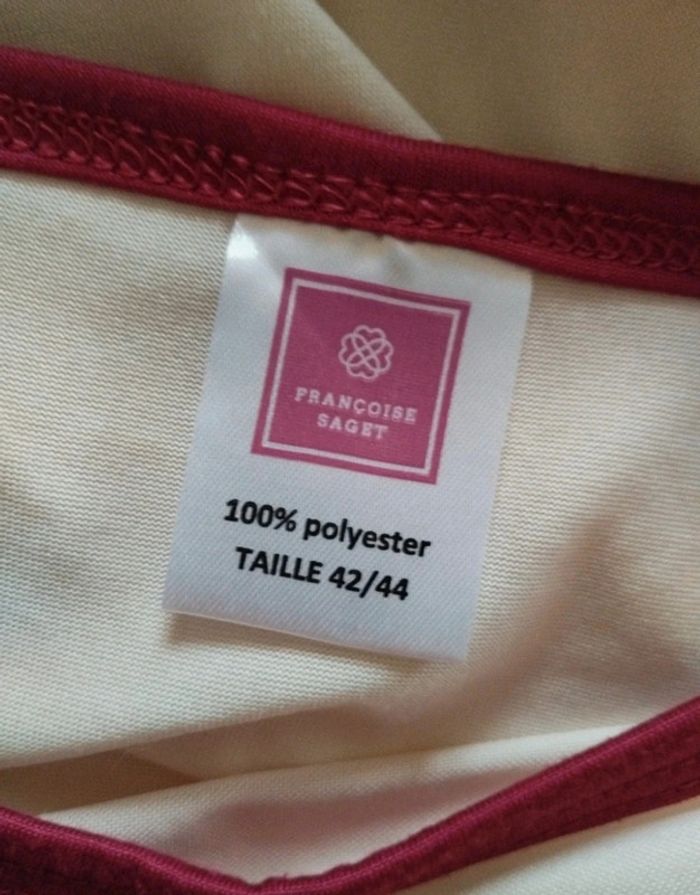 FRANÇOISE
SAGET
100% polyester
TAILLE 42/44